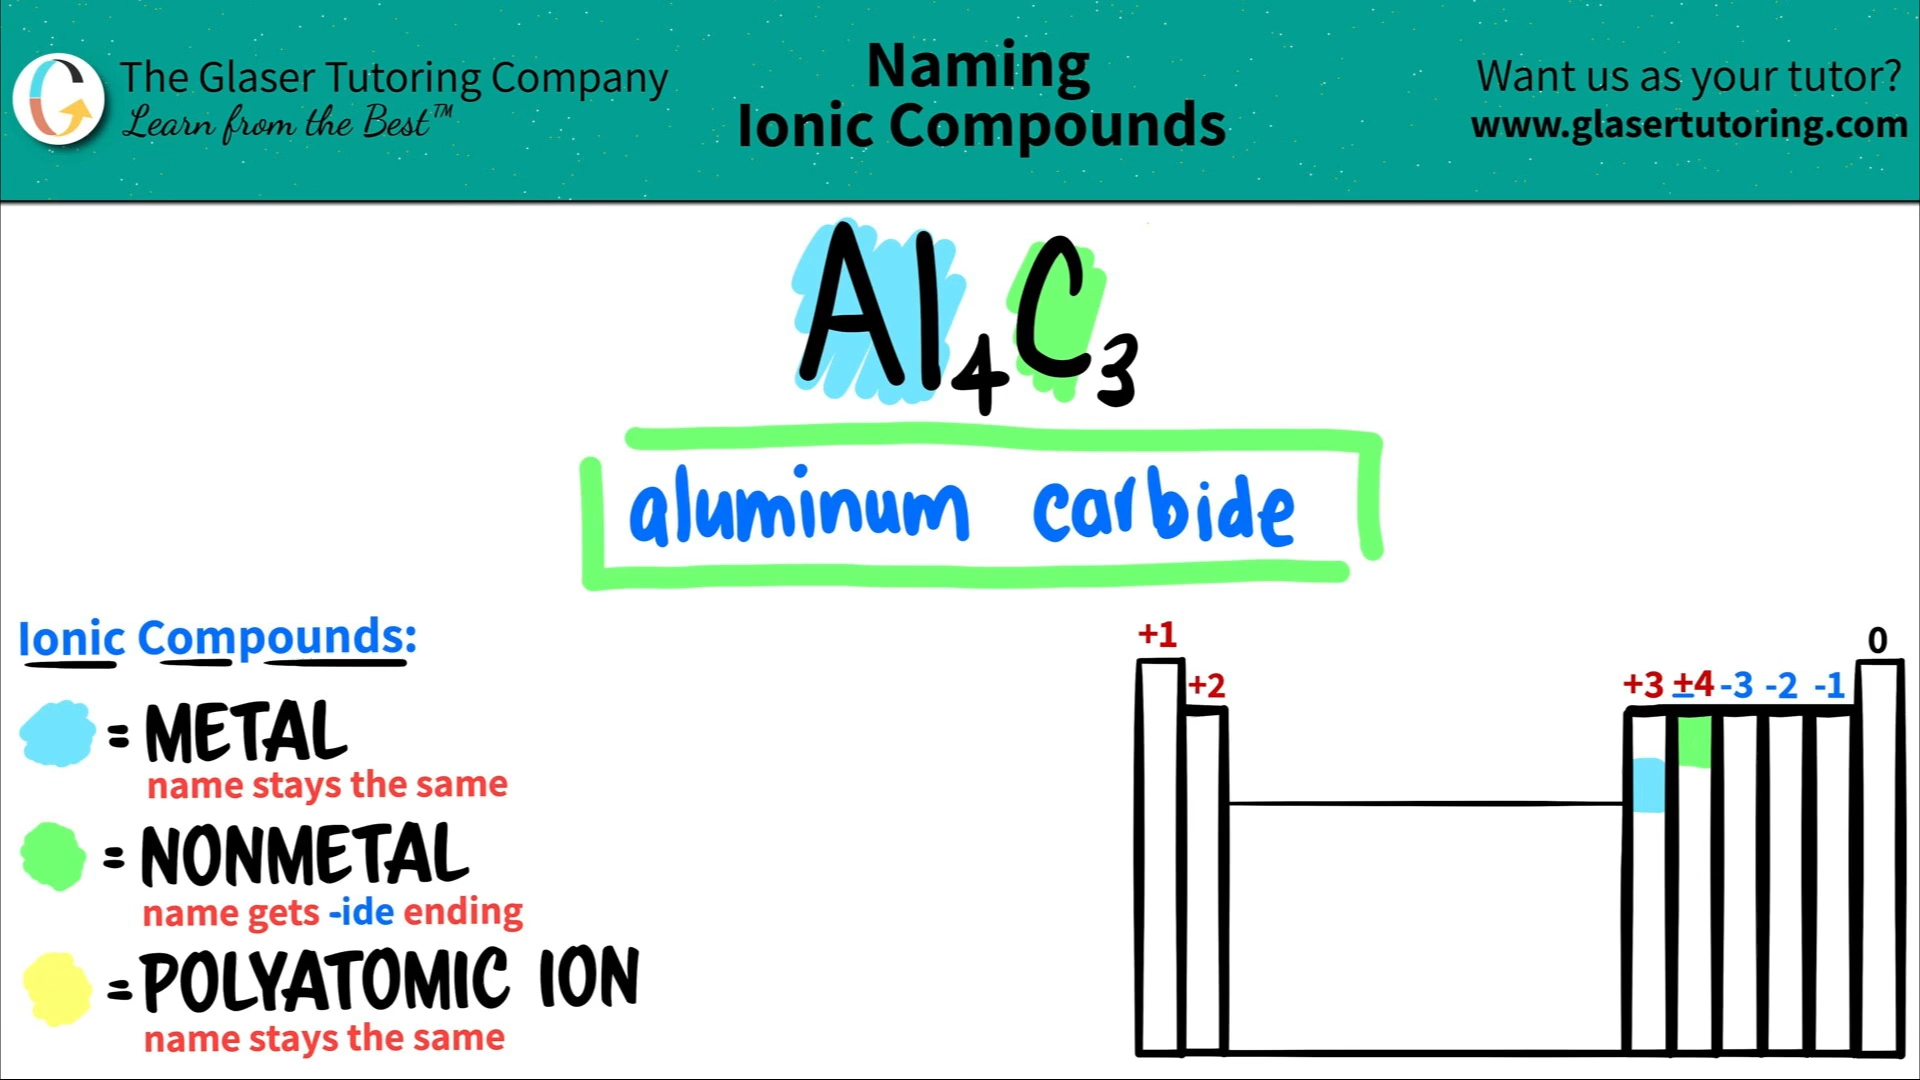 The Glaser Tutoring Company
Learn from the Best™
Naming
Ionic Compounds
Want us as your tutor?
www.glasertutoring.com
Al₄C₃
aluminum carbide
Ionic Compounds:
= METAL
name stays the same
= NONMETAL
name gets -ide ending
= POLYATOMIC ION
name stays the same
+1
0
+2
+3 ±4 -3 -2 -1